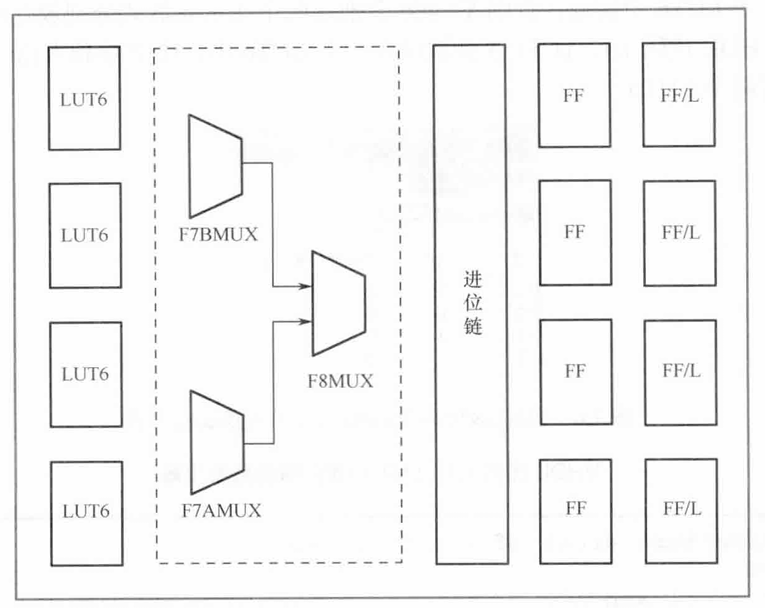 LUT6
LUT6
LUT6
LUT6
F7BMUX
F8MUX
F7AMUX
进
位
链
FF
FF/L
FF
FF/L
FF
FF/L
FF
FF/L